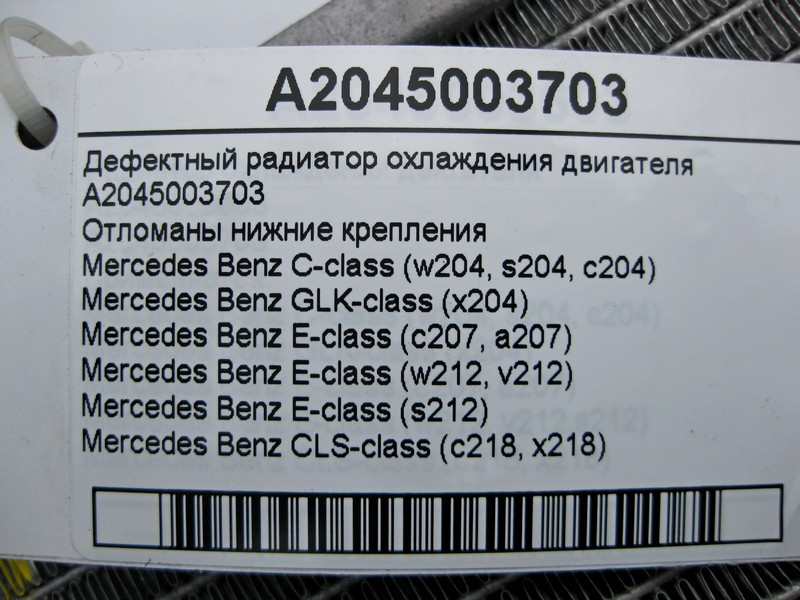 A2045003703
Дефектный радиатор охлаждения двигателя
A2045003703
Отломаны нижние крепления
Mercedes Benz C-class (w204, s204, c204)
Mercedes Benz GLK-class (x204)
Mercedes Benz E-class (c207, a207)
Mercedes Benz E-class (w212, v212)
Mercedes Benz E-class (s212)
Mercedes Benz CLS-class (c218, x218)